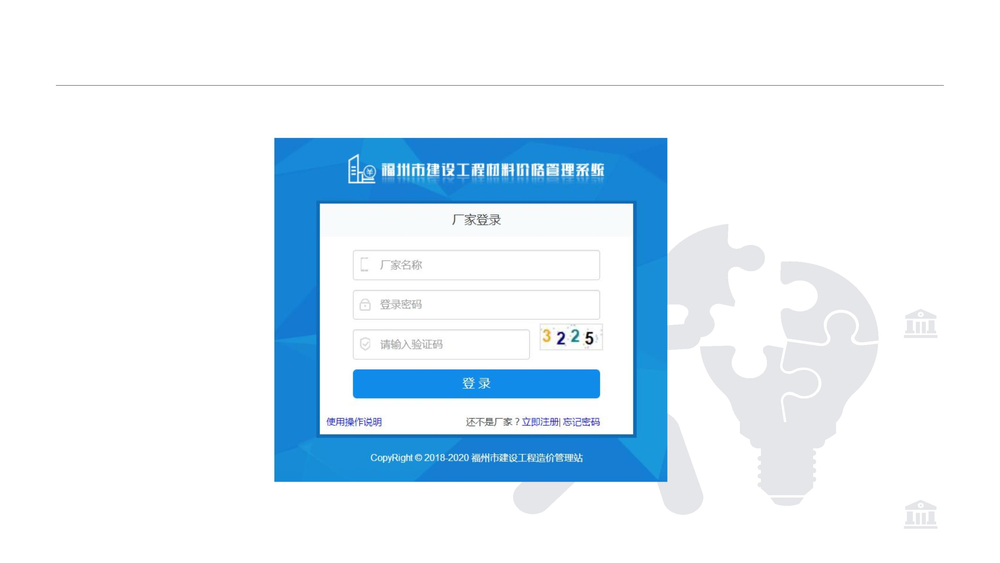 福州市建设工程材料价格管理系统
厂家登录
厂家名称
登录密码
请输入验证码
3225
登 录
使用操作说明 还不是厂家？立即注册| 忘记密码
CopyRight © 2018-2020 福州市建设工程造价管理站